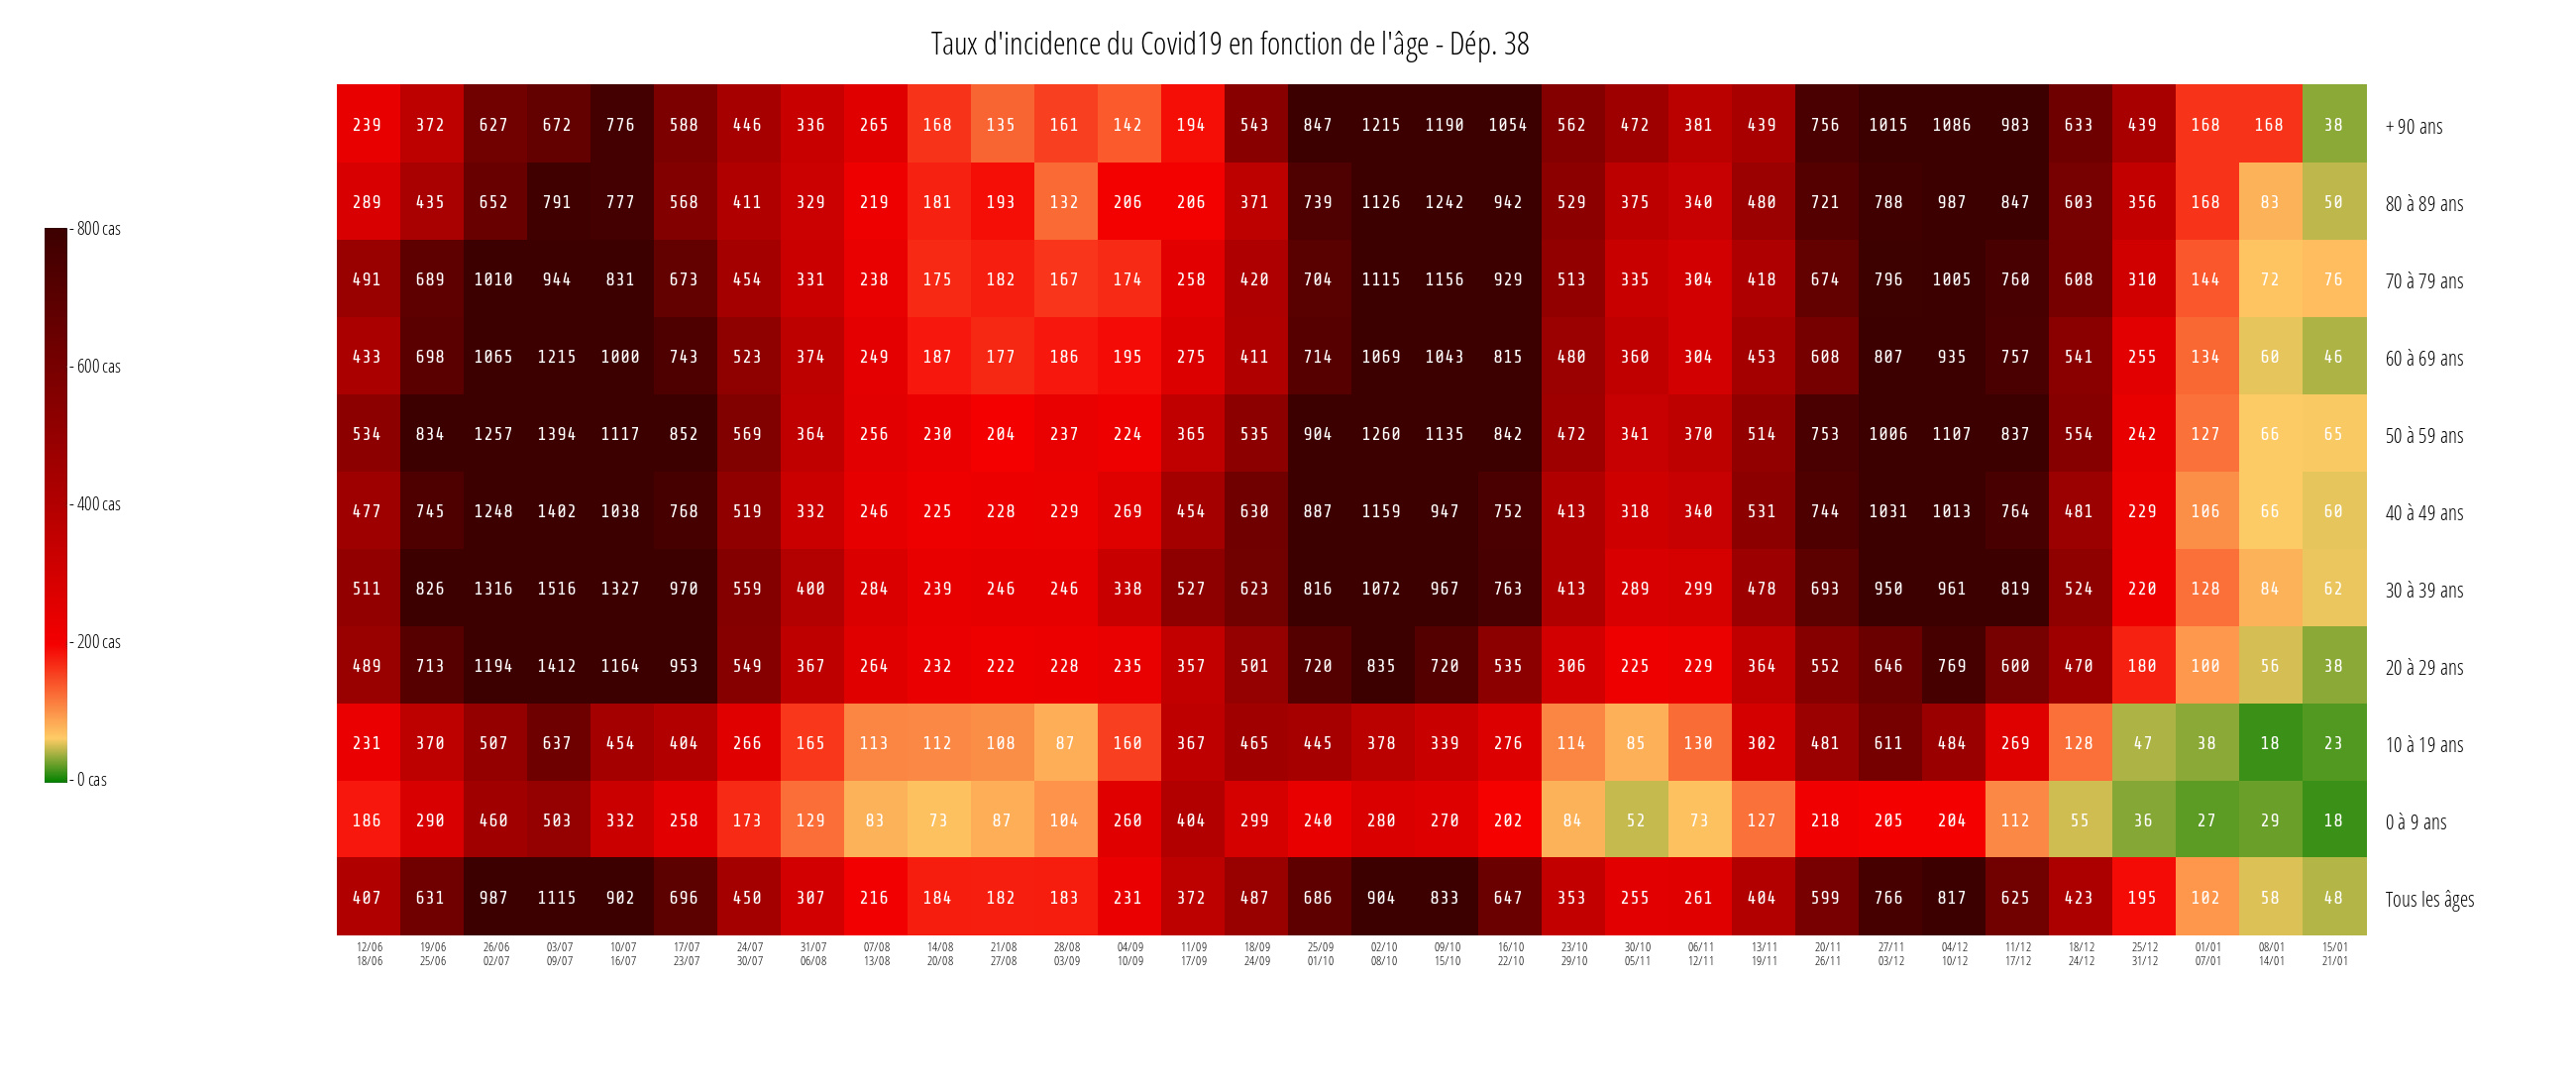 Taux d'incidence du Covid19 en fonction de l'âge - Dép. 38
- 800 cas
- 600 cas
- 400 cas
- 200 cas
- 0 cas
239 372 627 672 776 588 446 336 265 168 135 161 142 194 543 847 1215 1190 1054 562 472 381 439 756 1015 1086 983 633 439 168 168 38 + 90 ans
289 435 652 791 777 568 411 329 219 181 193 132 206 206 371 739 1126 1242 942 529 375 340 480 721 788 987 847 603 356 168 83 50 80 à 89 ans
491 689 1010 944 831 673 454 331 238 175 182 167 174 258 420 704 1115 1156 929 513 335 304 418 674 796 1005 760 608 310 144 72 76 70 à 79 ans
433 698 1065 1215 1000 743 523 374 249 187 177 186 195 275 411 714 1069 1043 815 480 360 304 453 608 807 935 757 541 255 134 60 46 60 à 69 ans
534 834 1257 1394 1117 852 569 364 256 230 204 237 224 365 535 904 1260 1135 842 472 341 370 514 753 1006 1107 837 554 242 127 66 65 50 à 59 ans
477 745 1248 1402 1038 768 519 332 246 225 228 229 269 454 630 887 1159 947 752 413 318 340 531 744 1031 1013 764 481 229 106 66 60 40 à 49 ans
511 826 1316 1516 1327 970 559 400 284 239 246 246 338 527 623 816 1072 967 763 413 289 299 478 693 950 961 819 524 220 128 84 62 30 à 39 ans
489 713 1194 1412 1164 953 549 367 264 232 222 228 235 357 501 720 835 720 535 306 225 229 364 552 646 769 600 470 180 100 56 38 20 à 29 ans
231 370 507 637 454 404 266 165 113 112 108 87 160 367 465 445 378 339 276 114 85 130 302 481 611 484 269 128 47 38 18 23 10 à 19 ans
186 290 460 503 332 258 173 129 83 73 87 104 260 404 299 240 280 270 202 84 52 73 127 218 205 204 112 55 36 27 29 18 0 à 9 ans
407 631 987 1115 902 696 450 307 216 184 182 183 231 372 487 686 904 833 647 353 255 261 404 599 766 817 625 423 195 102 58 48 Tous les âges
12/06 19/06 26/06 03/07 10/07 17/07 24/07 31/07 07/08 14/08 21/08 28/08 04/09 11/09 18/09 25/09 02/10 09/10 16/10 23/10 30/10 06/11 13/11 20/11 27/11 04/12 11/12 18/12 25/12 01/01 08/01 15/01
18/06 25/06 02/07 09/07 16/07 23/07 30/07 06/08 13/08 20/08 27/08 03/09 10/09 17/09 24/09 01/10 08/10 15/10 22/10 29/10 05/11 12/11 19/11 26/11 03/12 10/12 17/12 24/12 31/12 07/01 14/01 21/01